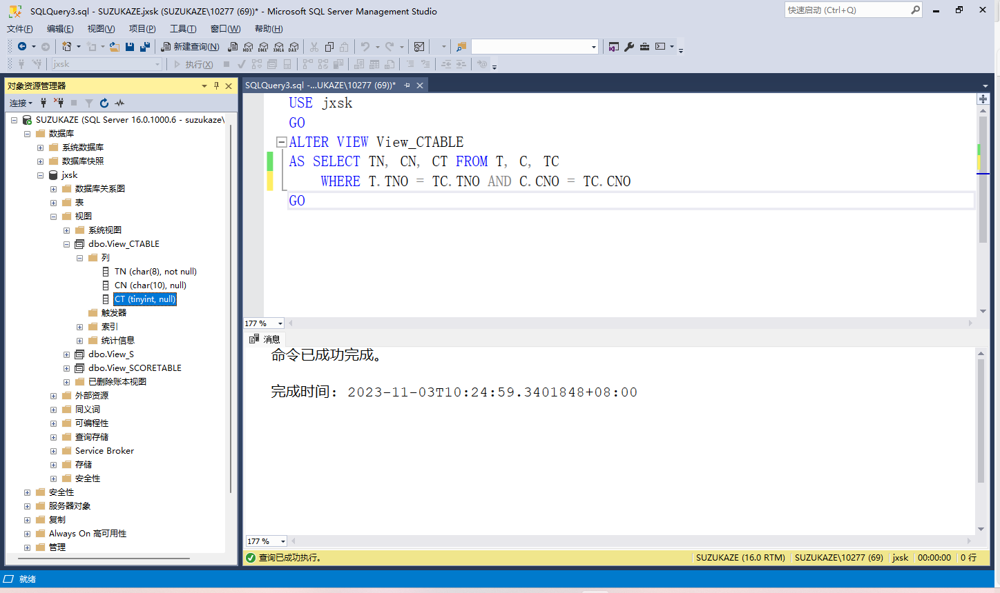 SQLQuery3.sql - SUZUKAZE.jxsk (SUZUKAZE\10277 (69))* - Microsoft SQL Server Management Studio
快速启动 (Ctrl+Q)
文件(F) 编辑(E) 视图(V) 项目(P) 工具(T) 窗口(W) 帮助(H)
新建查询(N) MDX DMX XMLA DAX
jxsk 执行(X)
对象资源管理器
连接
SUZUKAZE (SQL Server 16.0.1000.6 - suzukaze\
数据库
系统数据库
数据库快照
jxsk
数据库关系图
表
视图
系统视图
dbo.View_CTABLE
列
TN (char(8), not null)
CN (char(10), null)
CT (tinyint, null)
触发器
索引
统计信息
dbo.View_S
dbo.View_SCORETABLE
已删除账本视图
外部资源
同义词
可编程性
查询存储
Service Broker
存储
安全性
安全性
服务器对象
复制
Always On 高可用性
管理
SQLQuery3.sql -...UKAZE\10277 (69))*
USE jxsk
GO
ALTER VIEW View_CTABLE
AS SELECT TN, CN, CT FROM T, C, TC
WHERE T.TNO = TC.TNO AND C.CNO = TC.CNO
GO
177 %
消息
命令已成功完成。
完成时间: 2023-11-03T10:24:59.3401848+08:00
177 %
查询已成功执行。 SUZUKAZE (16.0 RTM) SUZUKAZE\10277 (69) jxsk 00:00:00 0 行
就绪